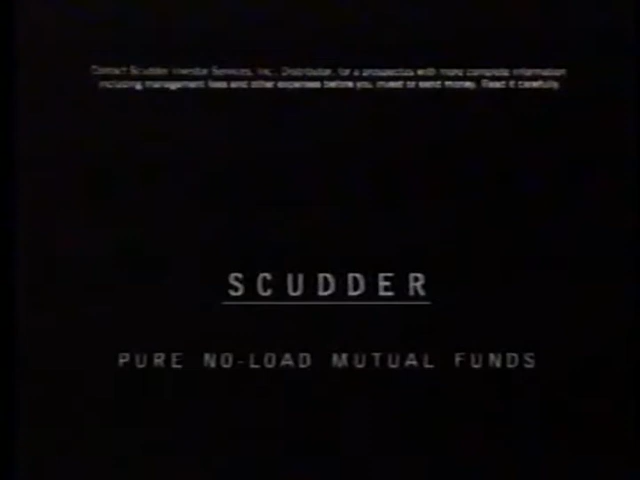 Contact Scudder Investor Services, Inc., Distributor, for a prospectus with more complete information
including management fees and other expenses before you invest or send money. Read it carefully.
SCUDDER
PURE NO-LOAD MUTUAL FUNDS